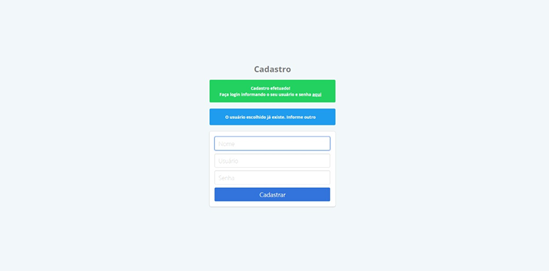 Cadastro
Cadastro efetuado!
Faça login informando o seu usuário e senha aqui
O usuário escolhido já existe. Informe outro
Nome
Usuário
Senha
Cadastrar